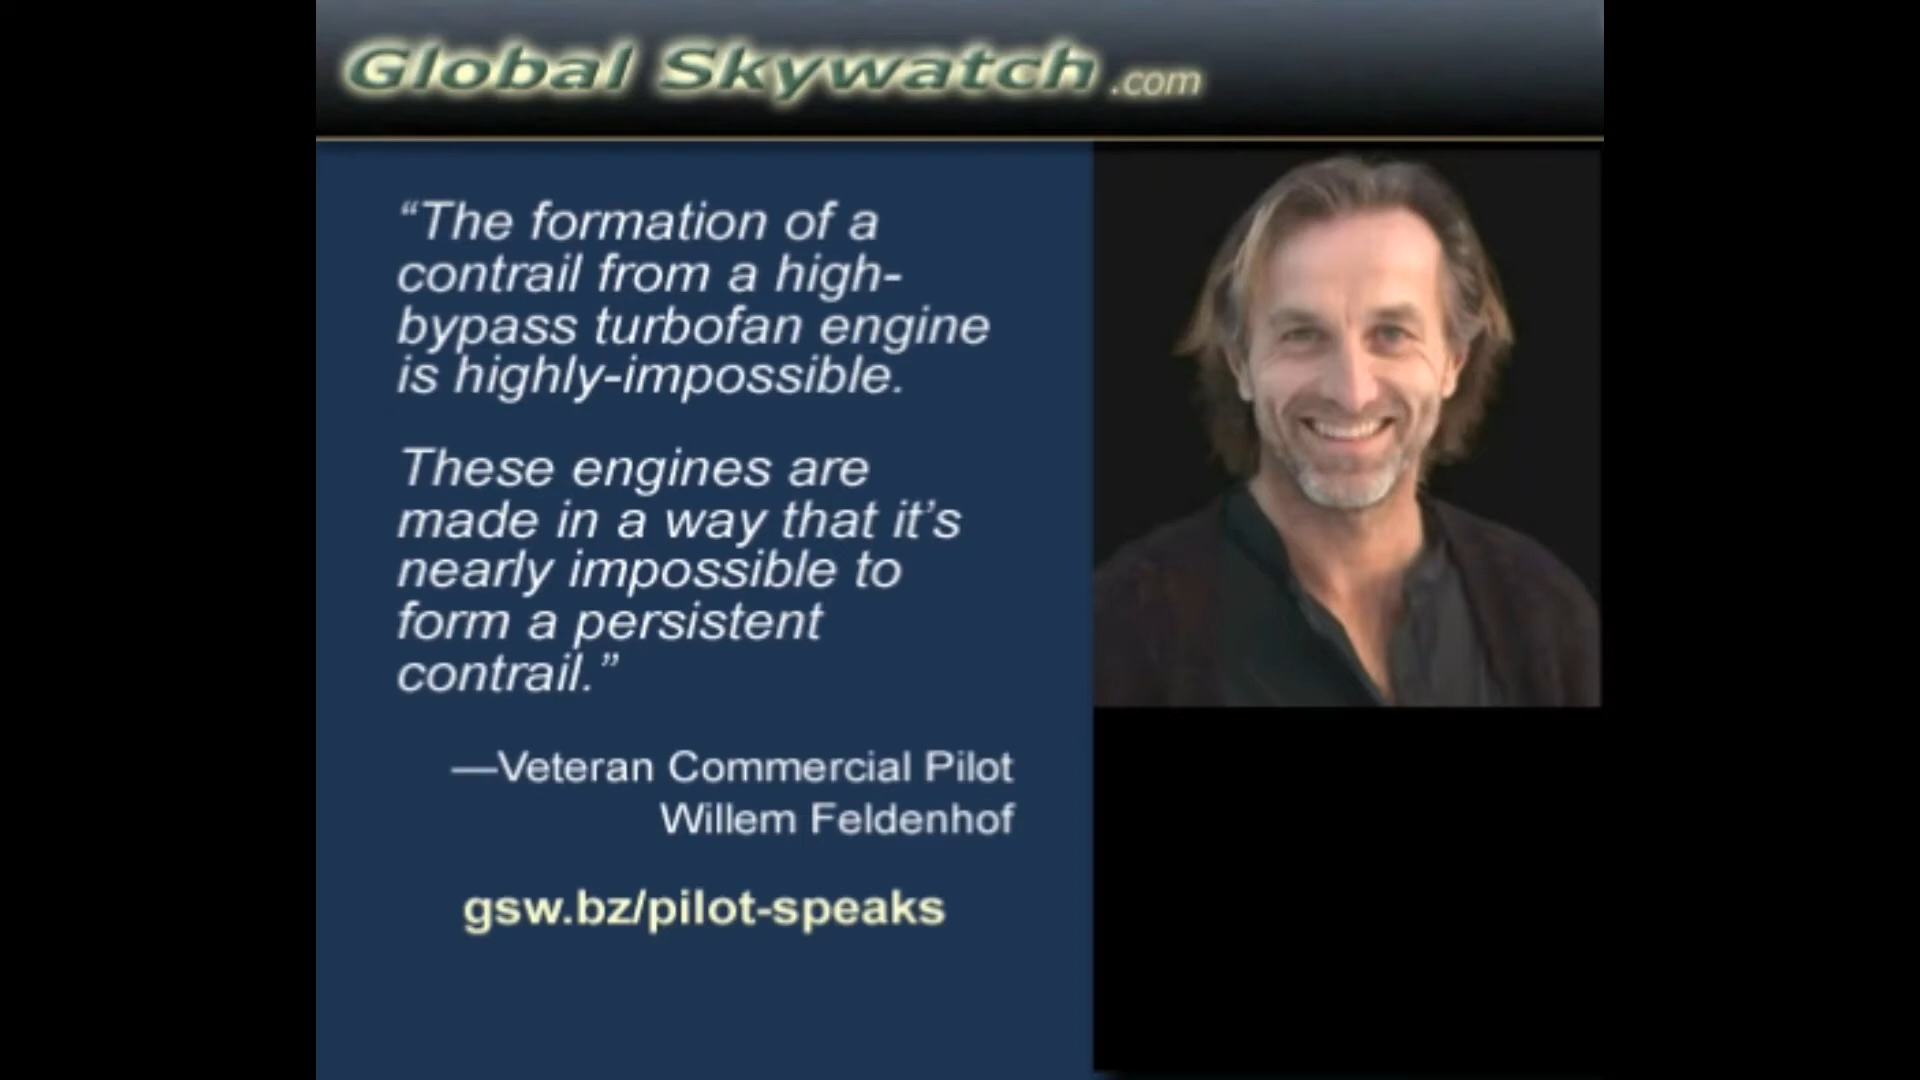 Global Skywatch.com
“The formation of a
contrail from a high-
bypass turbofan engine
is highly-impossible.
These engines are
made in a way that it’s
nearly impossible to
form a persistent
contrail.”
—Veteran Commercial Pilot
Willem Feldenhof
gsw.bz/pilot-speaks